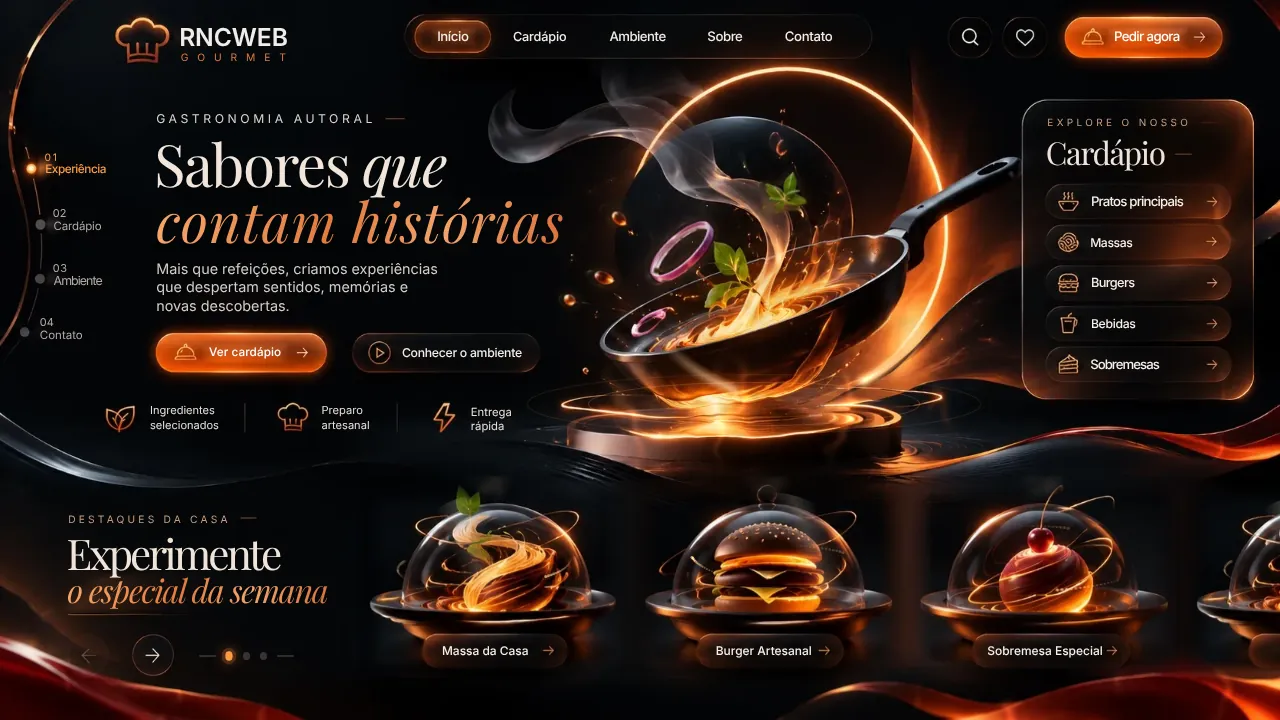 RNCWEB
GOURMET
Início
Cardápio
Ambiente
Sobre
Contato
Pedir agora
01
Experiência
02
Cardápio
03
Ambiente
04
Contato
GASTRONOMIA AUTORAL
Sabores que
contam histórias
Mais que refeições, criamos experiências
que despertam sentidos, memórias e
novas descobertas.
Ver cardápio
Conhecer o ambiente
Ingredientes
selecionados
Preparo
artesanal
Entrega
rápida
EXPLORE O NOSSO
Cardápio
Pratos principais
Massas
Burgers
Bebidas
Sobremesas
DESTAQUES DA CASA
Experimente
o especial da semana
Massa da Casa
Burger Artesanal
Sobremesa Especial